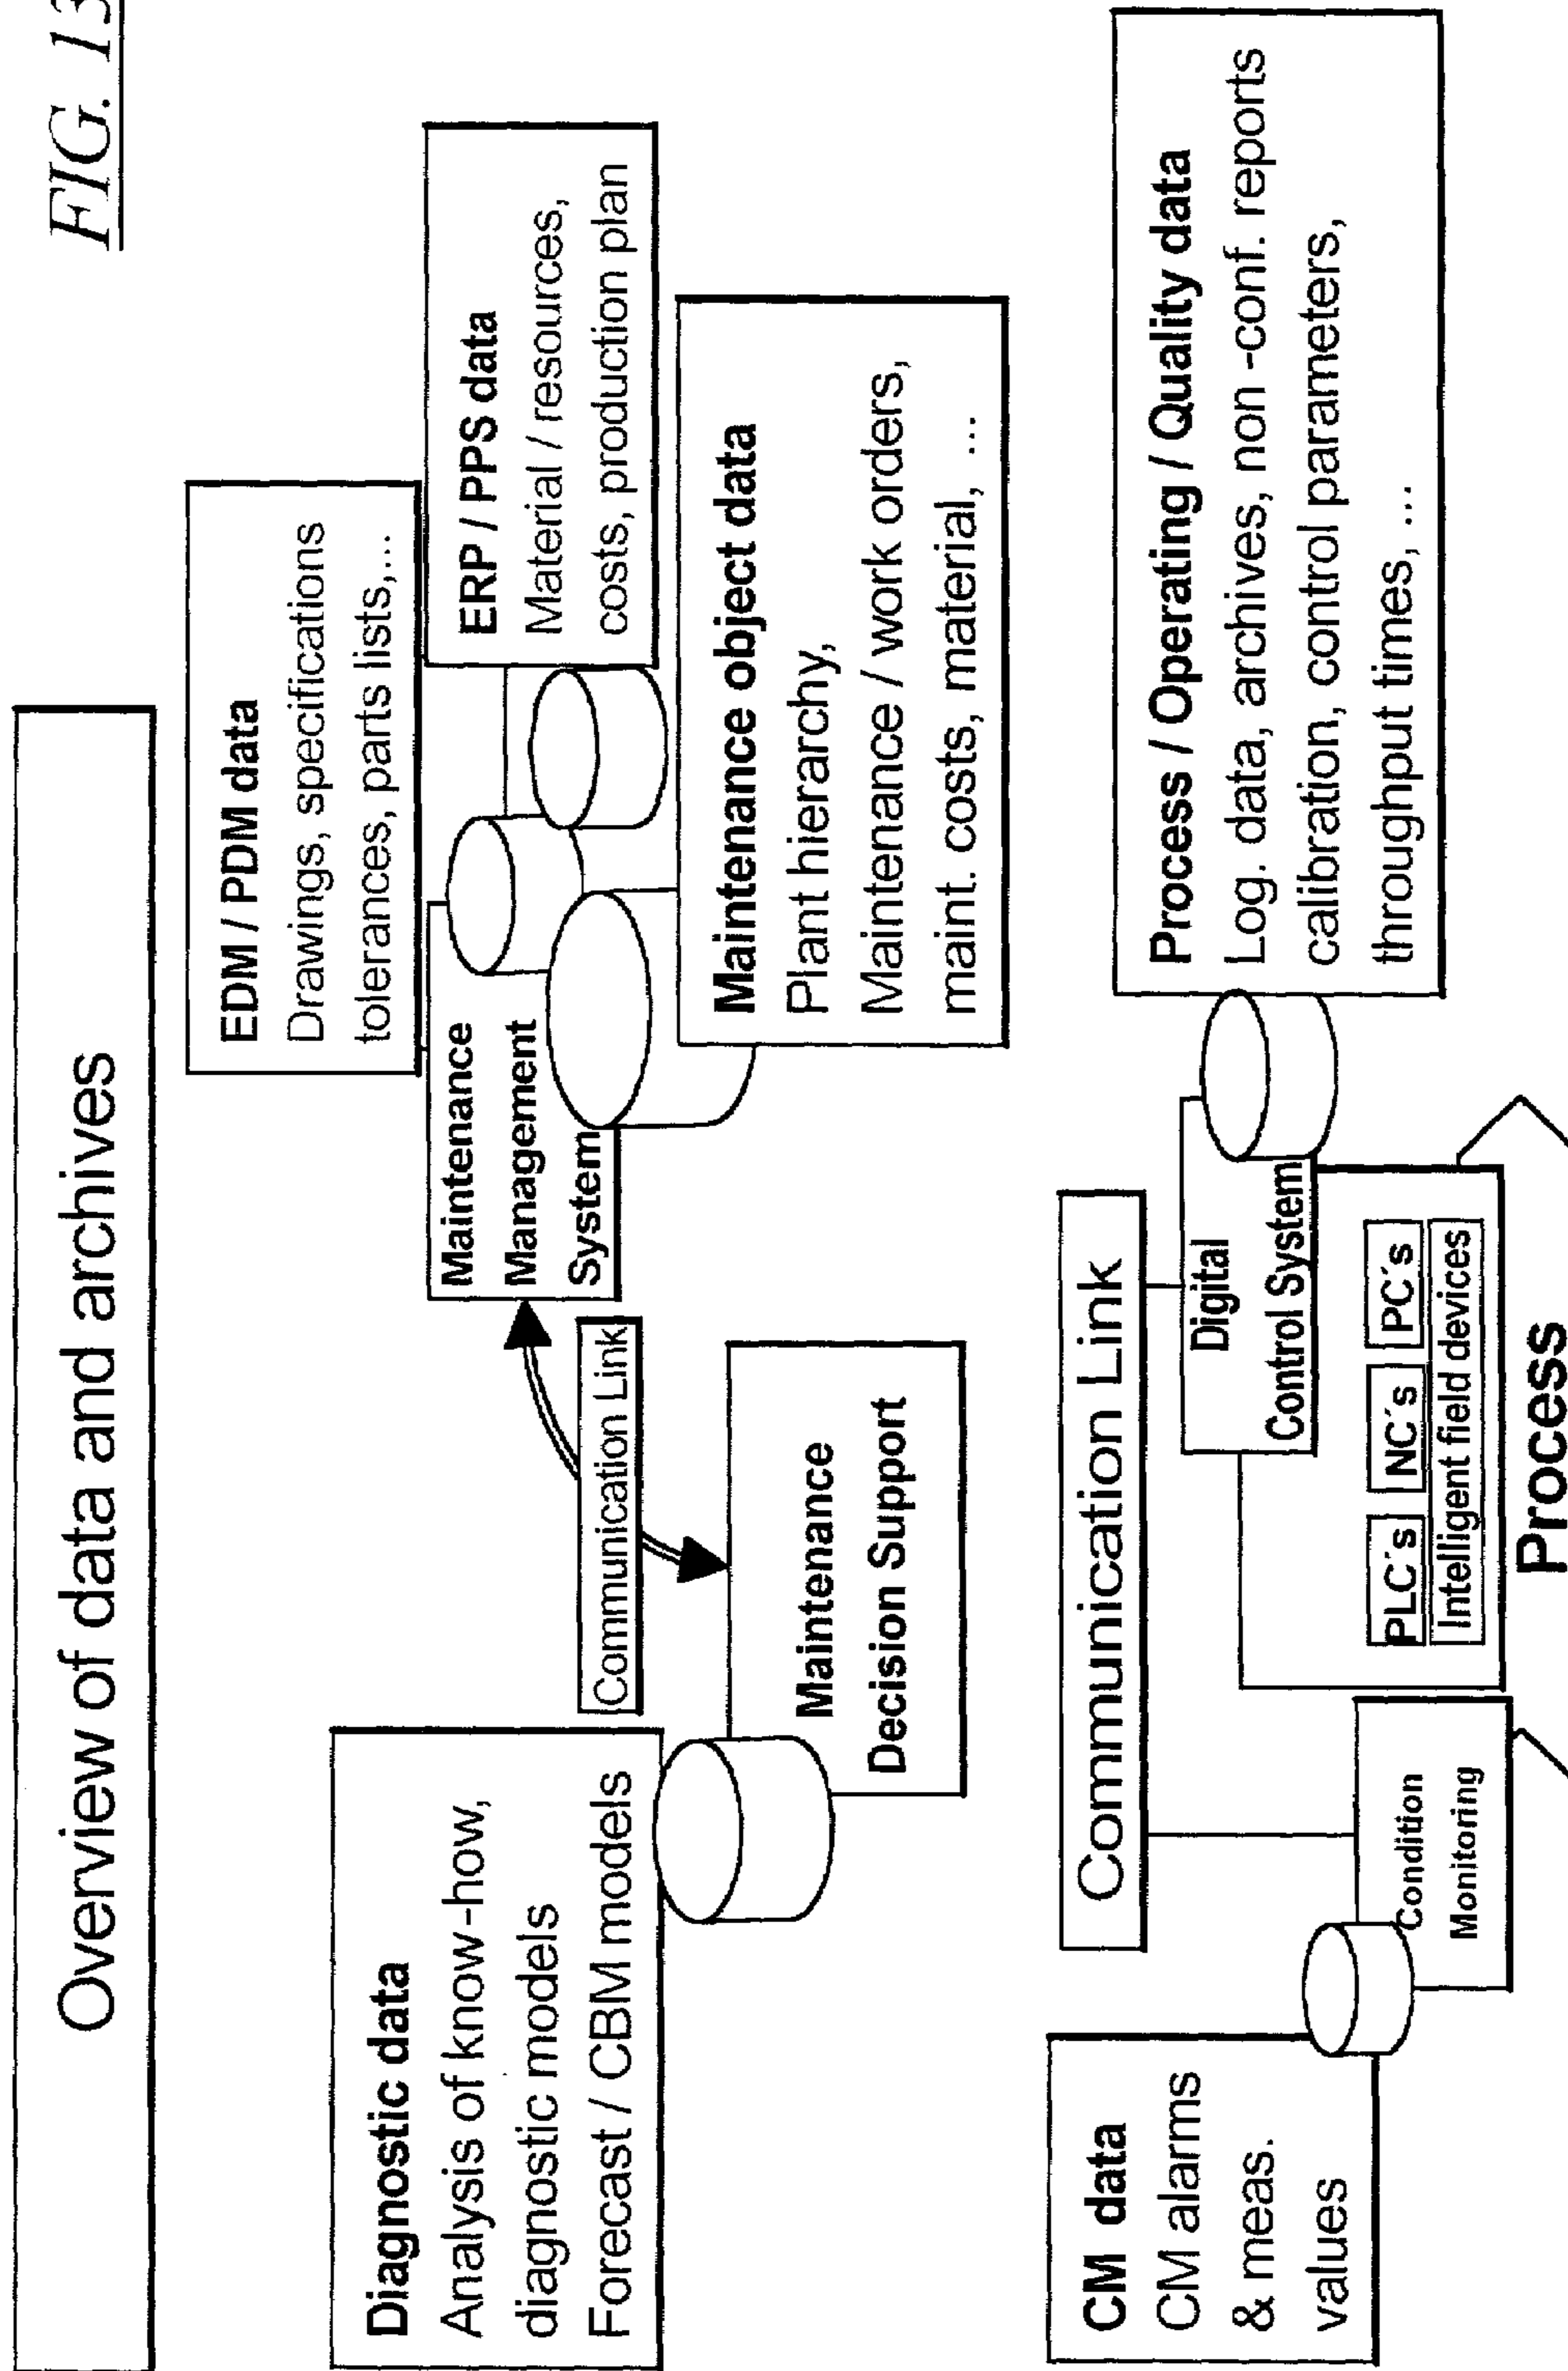 FIG. 13
Overview of data and archives
EDM / PDM data
Drawings, specifications
tolerances, parts lists,...
ERP / PPS data
Material / resources,
costs, production plan
Maintenance
Management
System
Maintenance object data
Plant hierarchy,
Maintenance / work orders,
maint. costs, material, ...
Diagnostic data
Analysis of know-how,
diagnostic models
Forecast / CBM models
Communication Link
Maintenance
Decision Support
Communication Link
Process / Operating / Quality data
Log. data, archives, non -conf. reports
calibration, control parameters,
throughput times, ...
Digital
Control System
PLC´s
NC´s
PC´s
Intelligent field devices
Process
Condition
Monitoring
CM data
CM alarms
& meas.
values